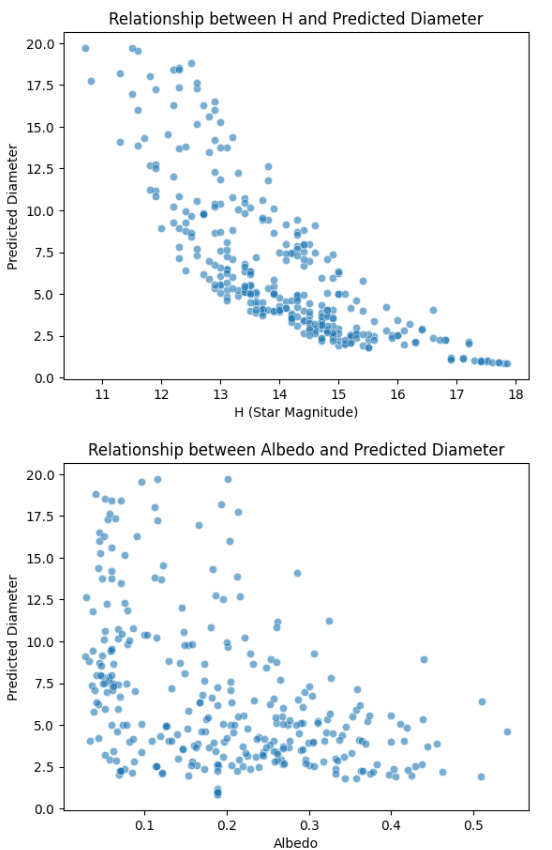 Relationship between H and Predicted Diameter
20.0
17.5
15.0
12.5
10.0
7.5
5.0
2.5
0.0
Predicted Diameter
11 12 13 14 15 16 17 18
H (Star Magnitude)
Relationship between Albedo and Predicted Diameter
20.0
17.5
15.0
12.5
10.0
7.5
5.0
2.5
0.0
Predicted Diameter
0.1 0.2 0.3 0.4 0.5
Albedo